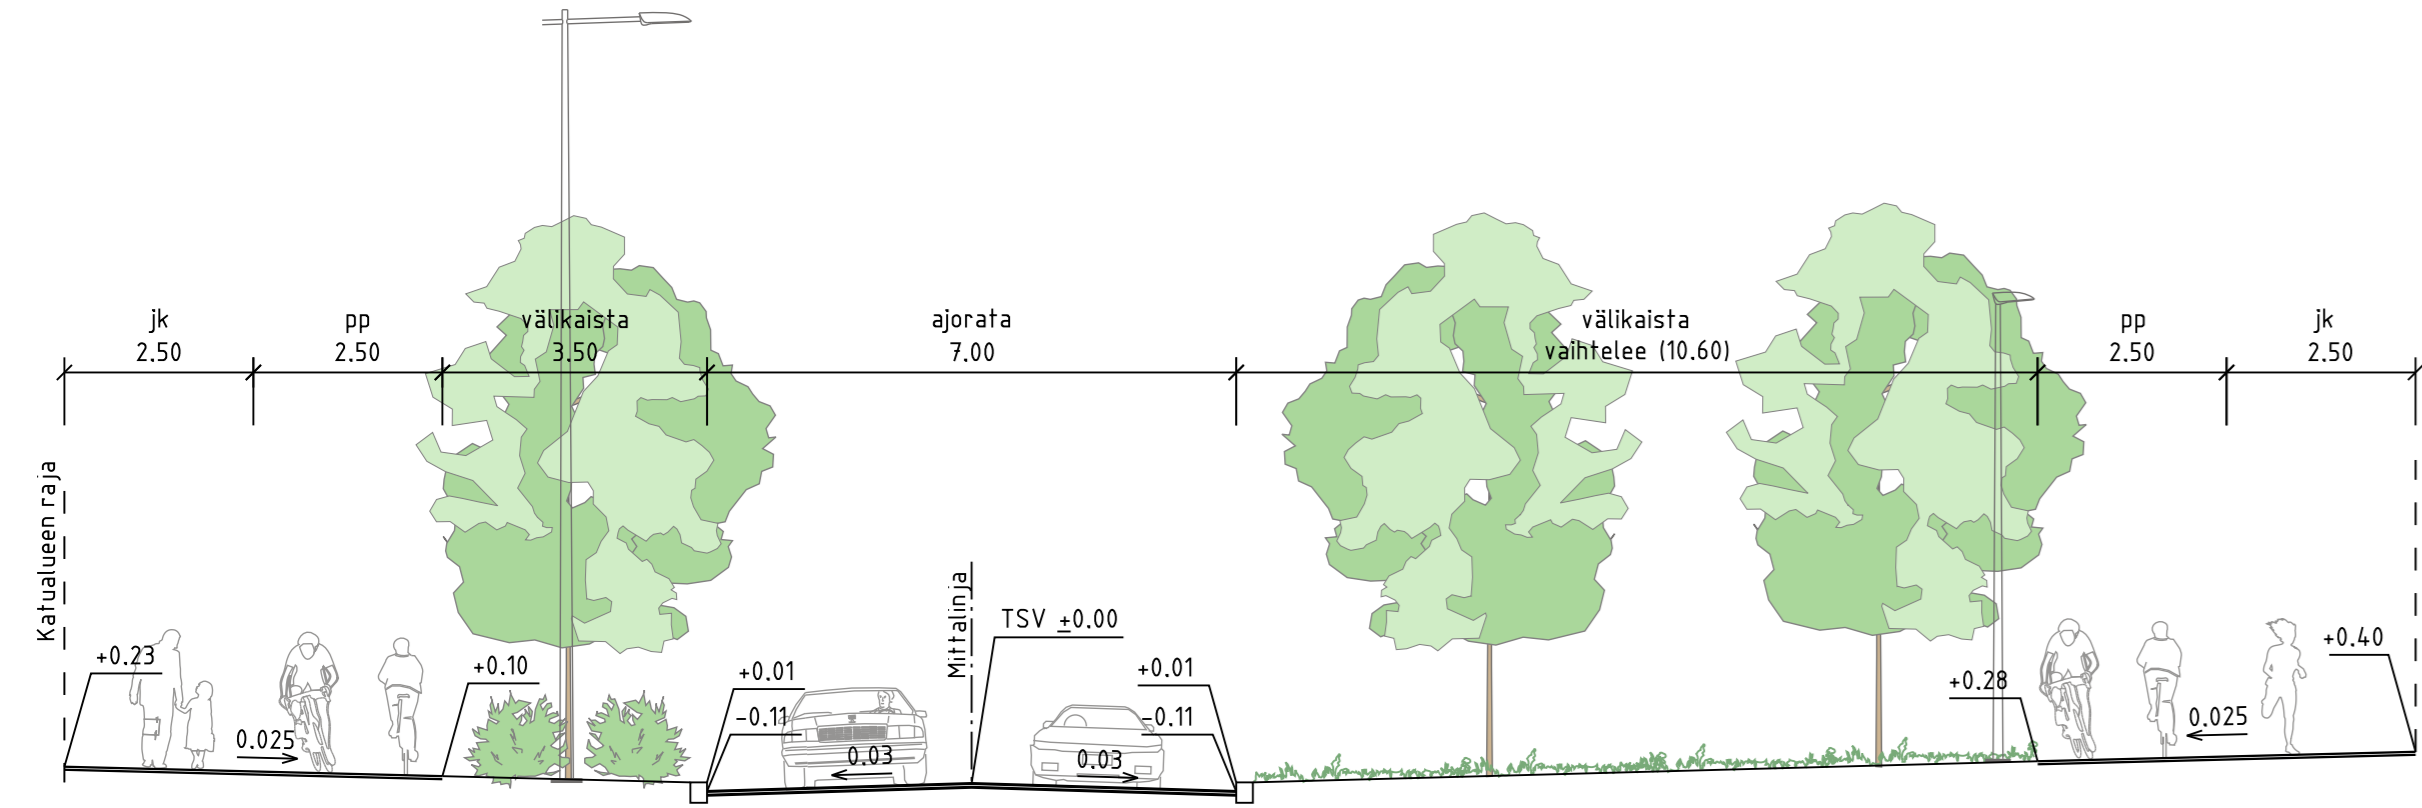 jk
2.50
pp
2.50
välikaista
3.50
ajorata
7.00
välikaista
vaihtelee (10.60)
pp
2.50
jk
2.50
Katualueen raja
Mittalinja
TSV ±0.00
+0.23
+0.10
+0.01
-0.11
+0.01
-0.11
+0.28
+0.40
0.025
0.03
0.03
0.025